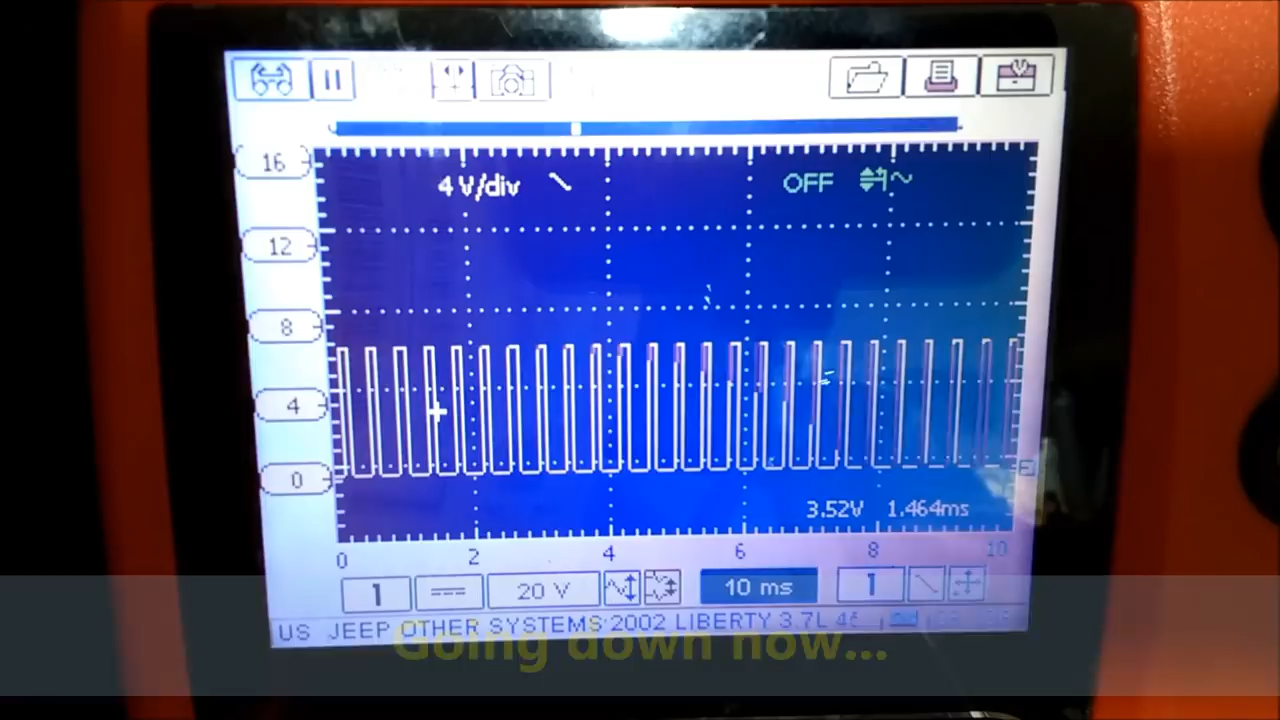 16
4 V/div OFF
12
8
4
0
3.52V 1.464ms
0 2 4 6 8 10
1 20 V 10 ms 1
US JEEP OTHER SYSTEMS 2002 LIBERTY 3.7L
Going down now...